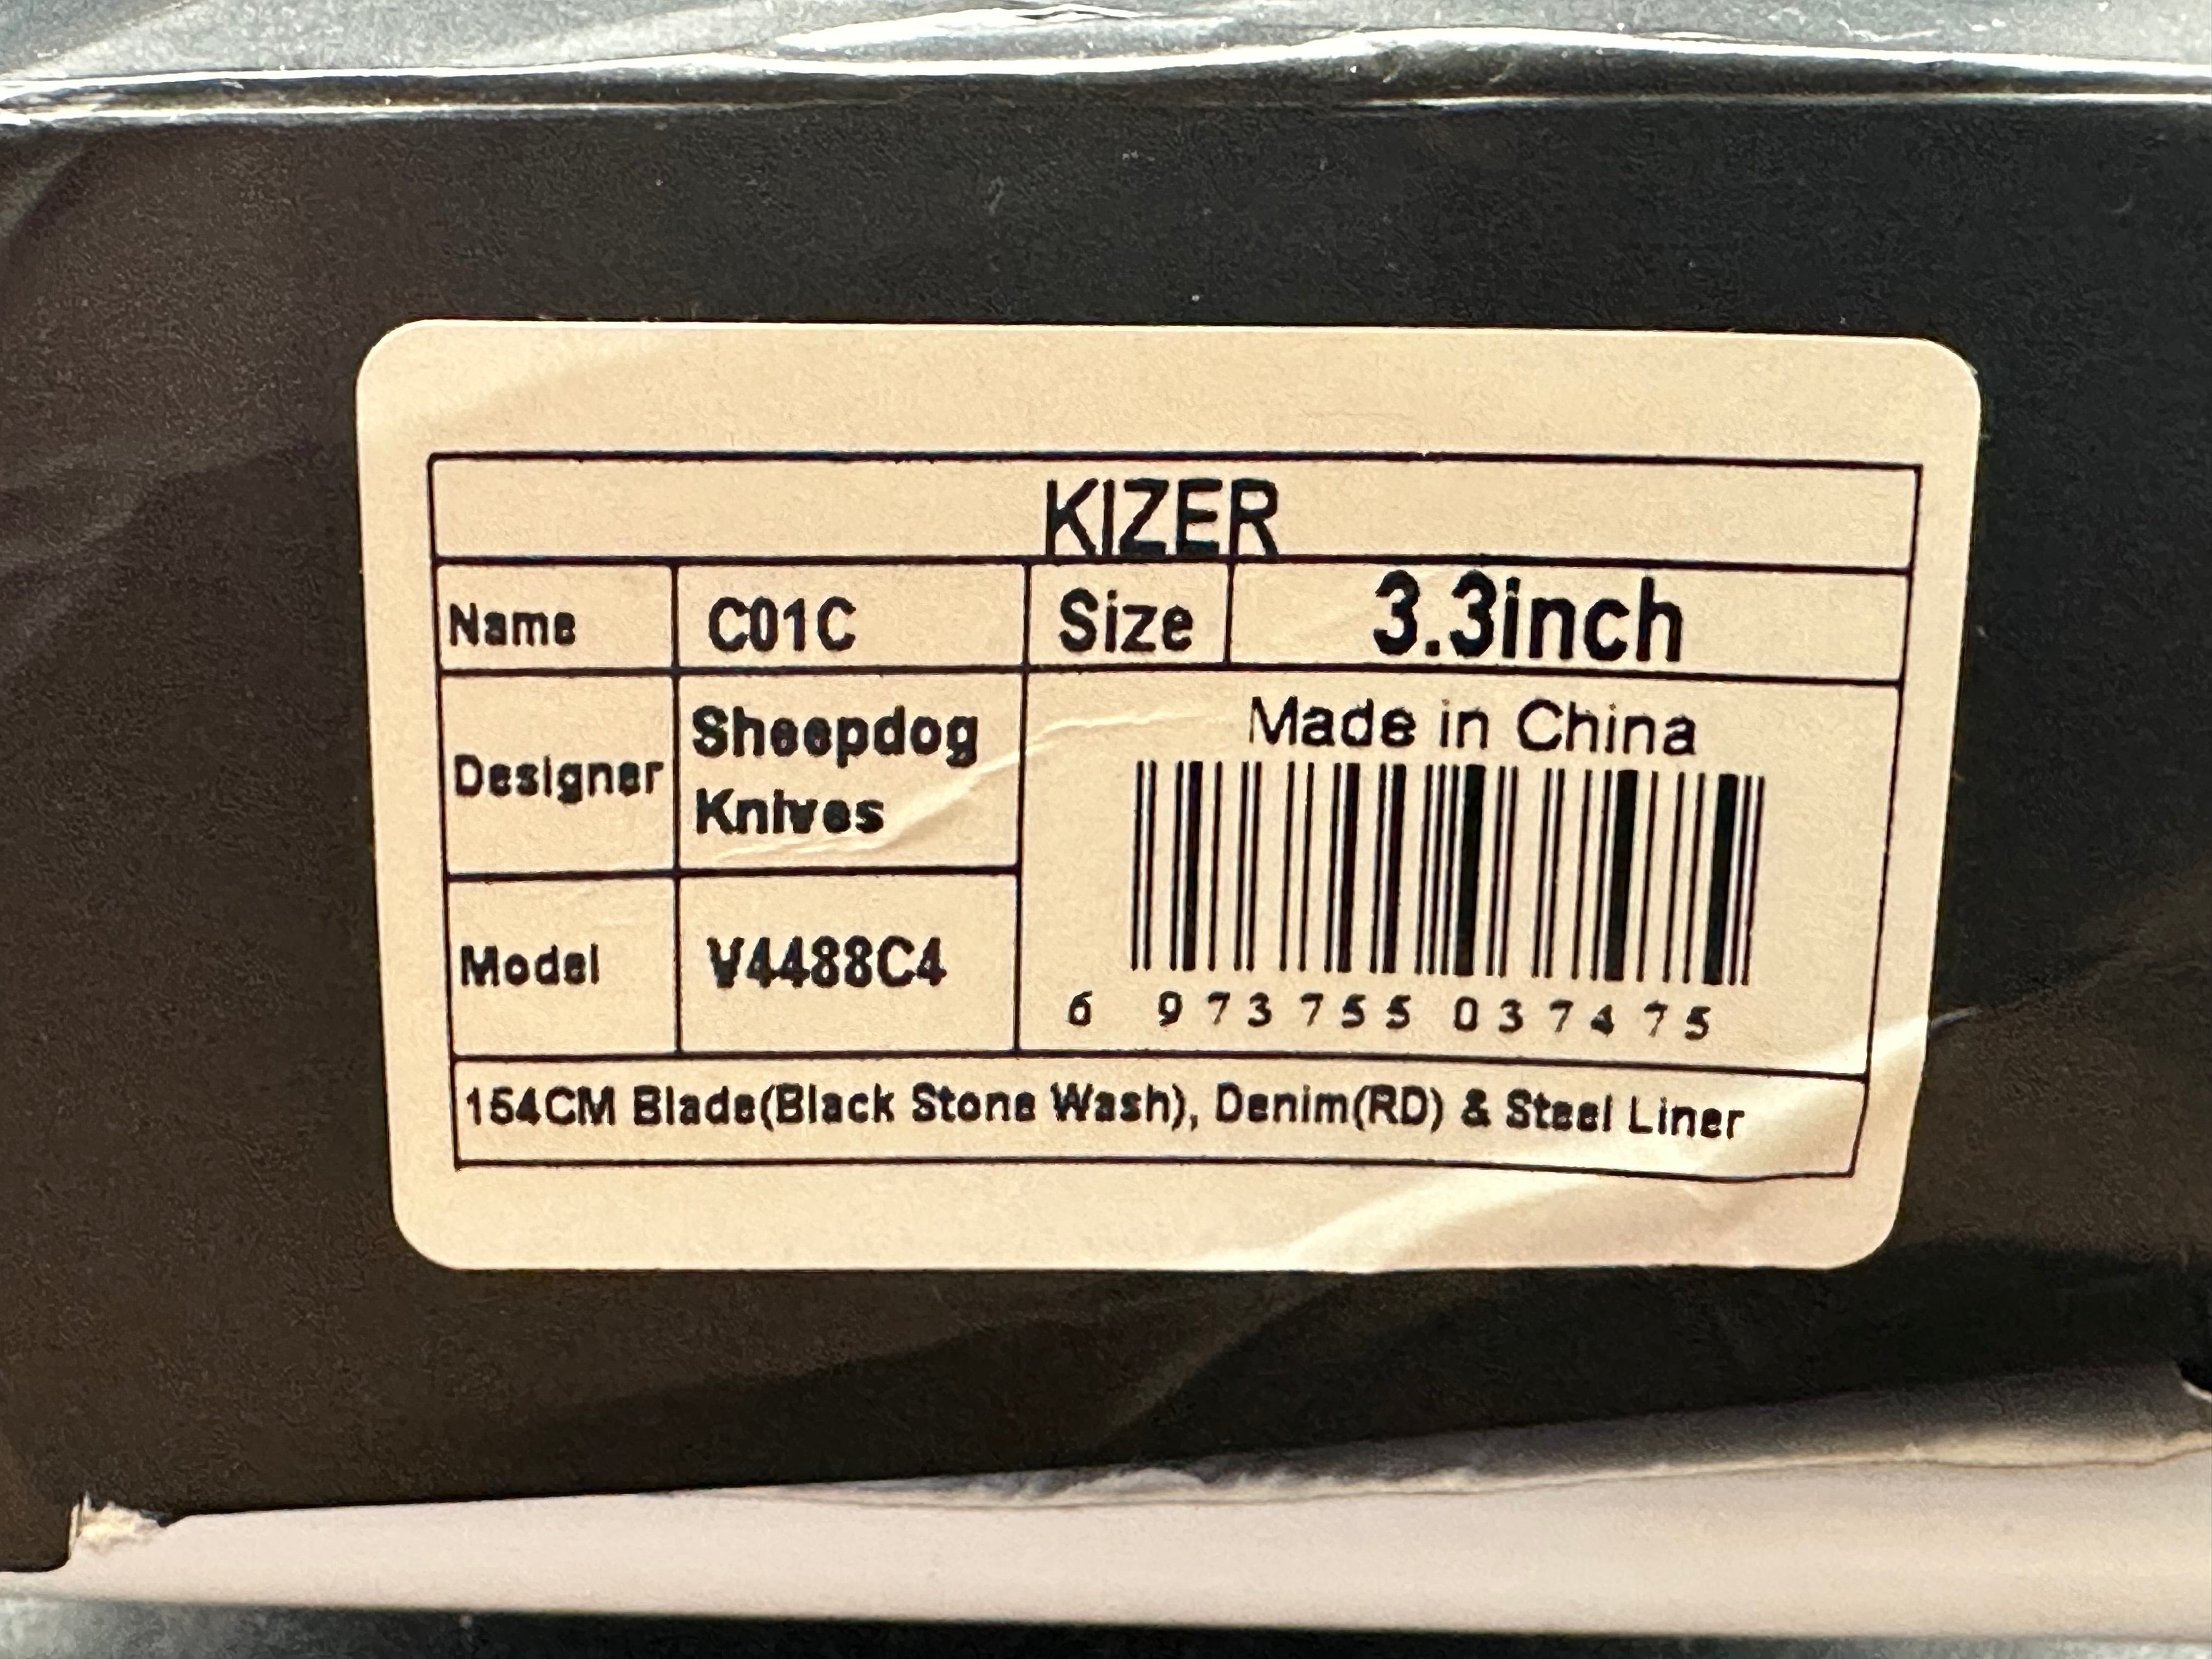 KIZER
Name C01C Size 3.3inch
Designer Sheepdog
Knives
Made in China
Model V4488C4
6 973755 037475
154CM Blade(Black Stone Wash), Denim(RD) & Steel Liner